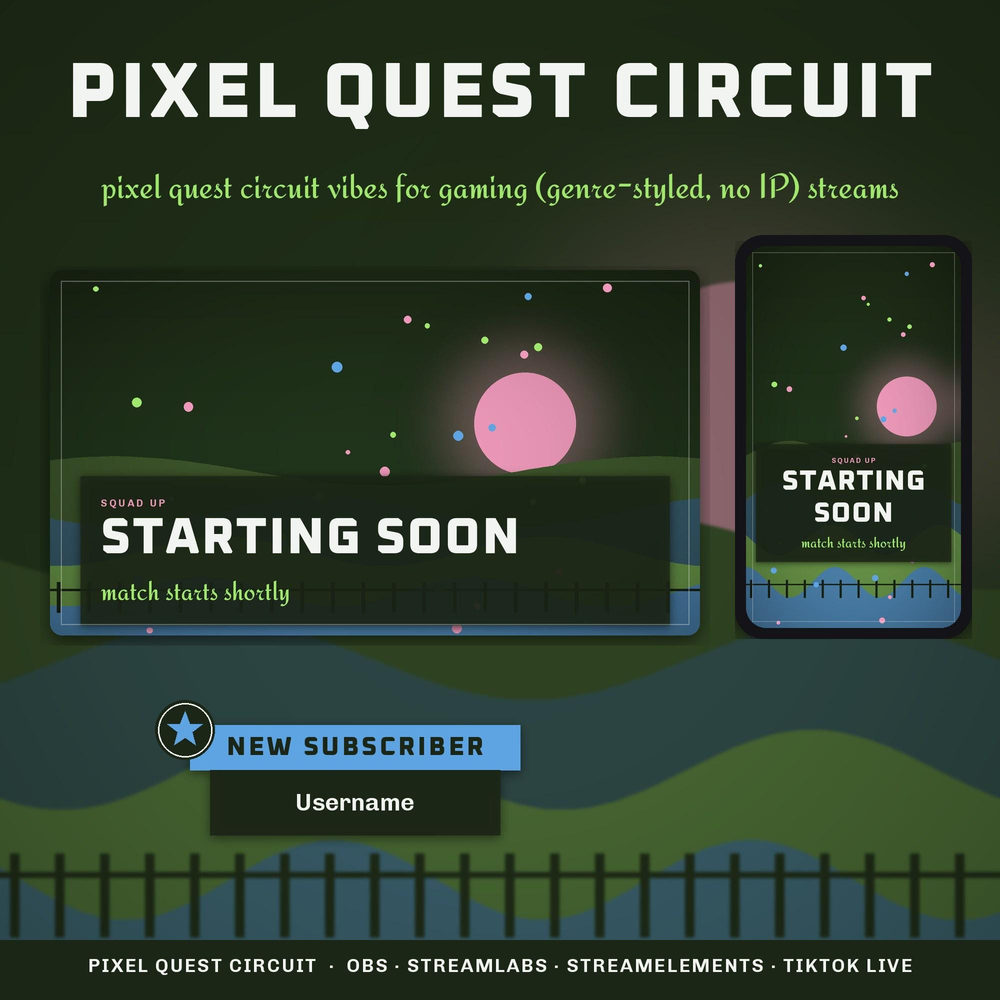 PIXEL QUEST CIRCUIT
pixel quest circuit vibes for gaming (genre-styled, no IP) streams
SQUAD UP
STARTING SOON
match starts shortly
SQUAD UP
STARTING
SOON
match starts shortly
NEW SUBSCRIBER
Username
PIXEL QUEST CIRCUIT · OBS · STREAMLABS · STREAMELEMENTS · TIKTOK LIVE